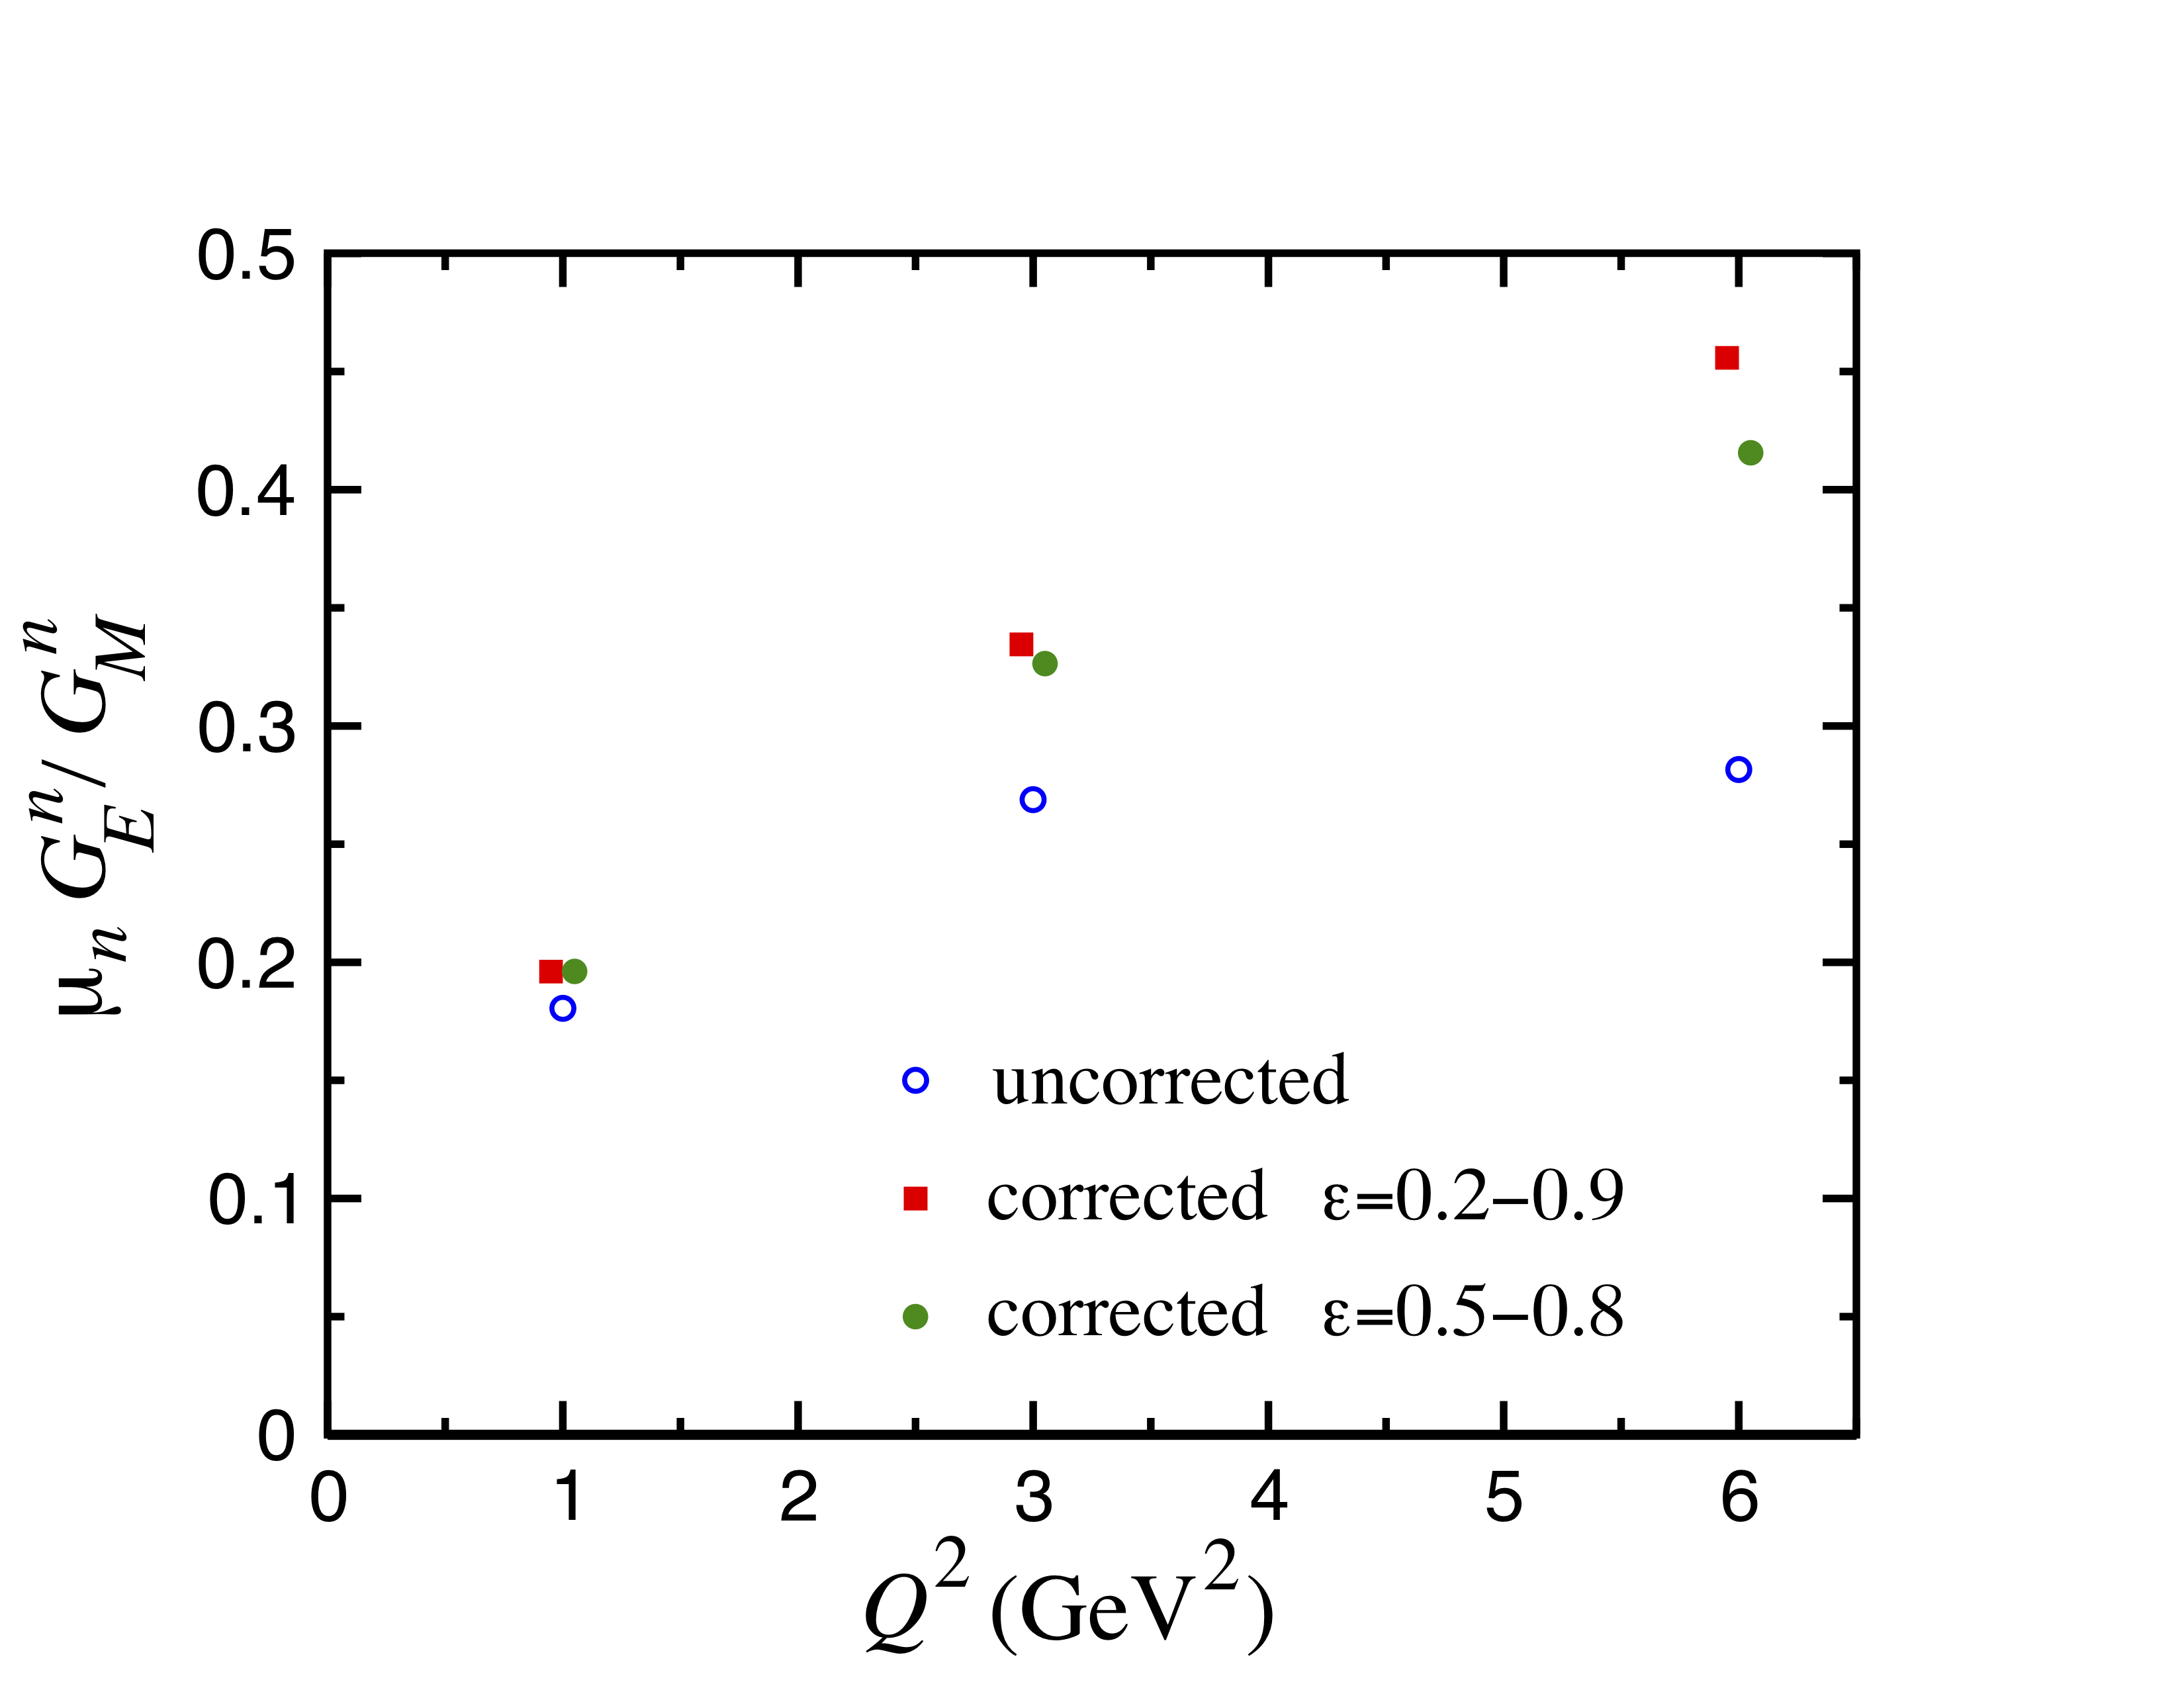 0.5
0.4
0.3
0.2
0.1
0
μn GEn/ GMn
uncorrected
corrected ε=0.2–0.9
corrected ε=0.5–0.8
0 1 2 3 4 5 6
Q2 (GeV2)